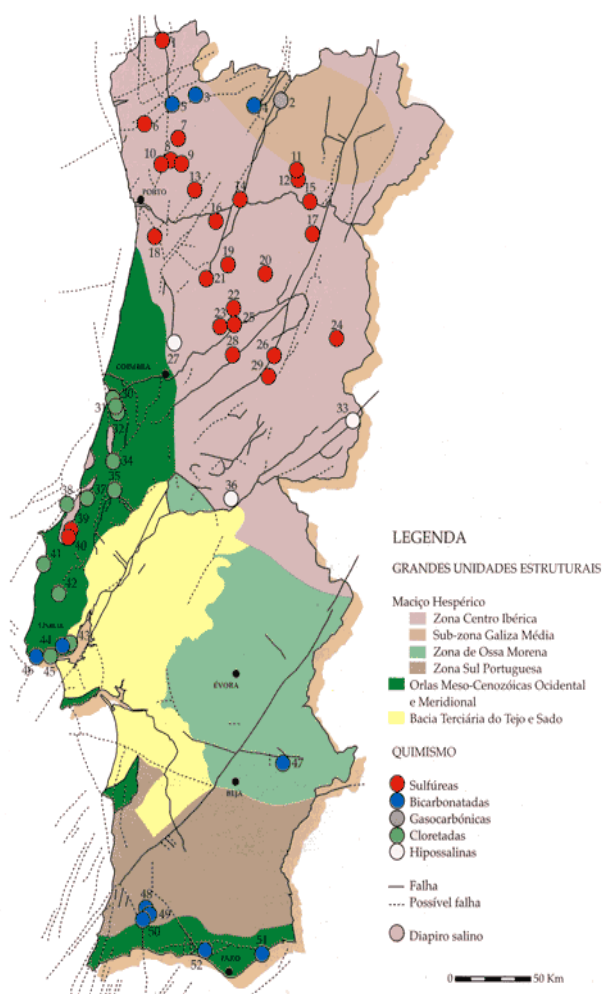 1
3
5
4
2
6
7
8
10
9
11
12
13
14
15
PORTO
16
17
18
19
20
21
22
23
25
24
28
26
27
29
COIMBRA
30
31
33
32
34
35
36
38
37
39
40
41
42
44
43
46
45
ÉVORA
47
BEJA
48
49
50
51
52
FARO
LEGENDA
GRANDES UNIDADES ESTRUTURAIS
Maciço Hespérico
Zona Centro Ibérica
Sub-zona Galiza Média
Zona de Ossa Morena
Zona Sul Portuguesa
Orlas Meso-Cenozóicas Ocidental
e Meridional
Bacia Terciária do Tejo e Sado
QUIMISMO
Sulfúreas
Bicarbonatadas
Gasocarbónicas
Cloretadas
Hipossalinas
Falha
Possível falha
Diapiro salino
0 50 Km